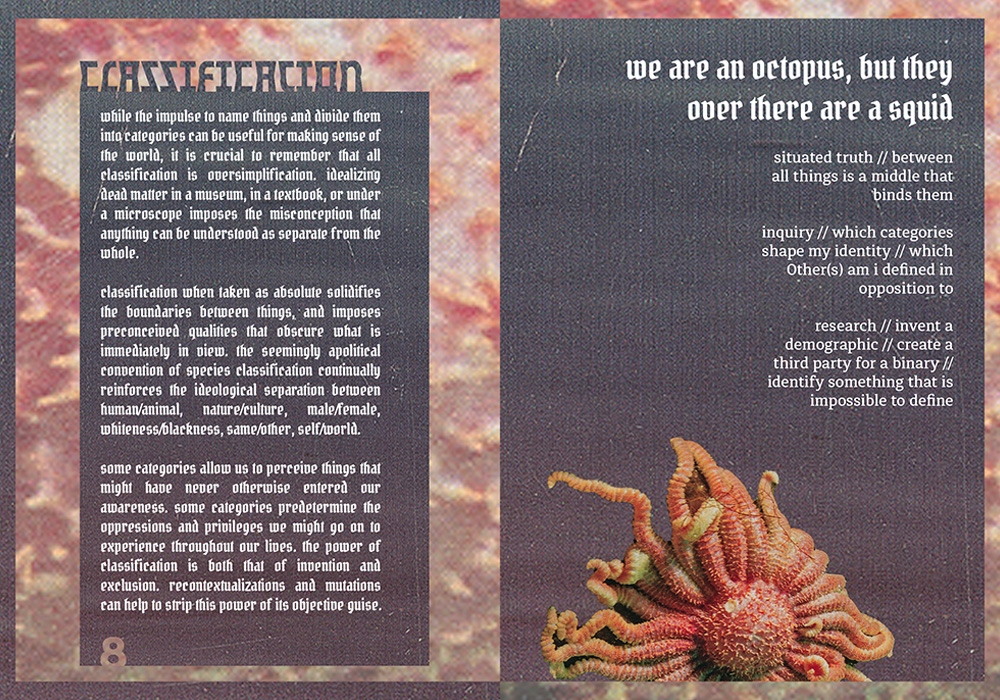 CLASSIFICATION
while the impulse to name things and divide them
into categories can be useful for making sense of
the world, it is crucial to remember that all
classification is oversimplification. idealizing
dead matter in a museum, in a textbook, or under
a microscope imposes the misconception that
anything can be understood as separate from the
whole.
classification when taken as absolute solidifies
the boundaries between things, and imposes
preconceived qualities that obscure what is
immediately in view. the seemingly apolitical
convention of species classification continually
reinforces the ideological separation between
human/animal, nature/culture, male/female,
whiteness/blackness, same/other, self/world.
some categories allow us to perceive things that
might have never otherwise entered our
awareness. some categories predetermine the
oppressions and privileges we might go on to
experience throughout our lives. the power of
classification is both that of invention and
exclusion. recontextualizations and mutations
can help to strip this power of its objective guise.
8
we are an octopus, but they
over there are a squid
situated truth // between
all things is a middle that
binds them
inquiry // which categories
shape my identity // which
Other(s) am i defined in
opposition to
research // invent a
demographic // create a
third party for a binary //
identify something that is
impossible to define